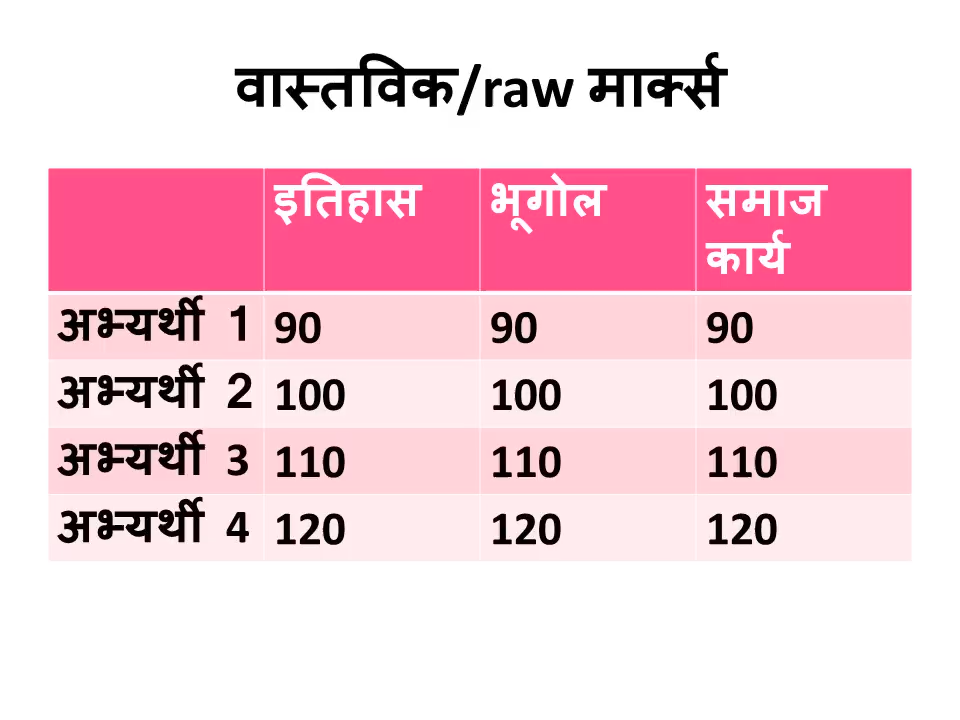 वास्तविक/raw मार्क्स
इतिहास भूगोल समाज कार्य
अभ्यर्थी 1 90 90 90
अभ्यर्थी 2 100 100 100
अभ्यर्थी 3 110 110 110
अभ्यर्थी 4 120 120 120